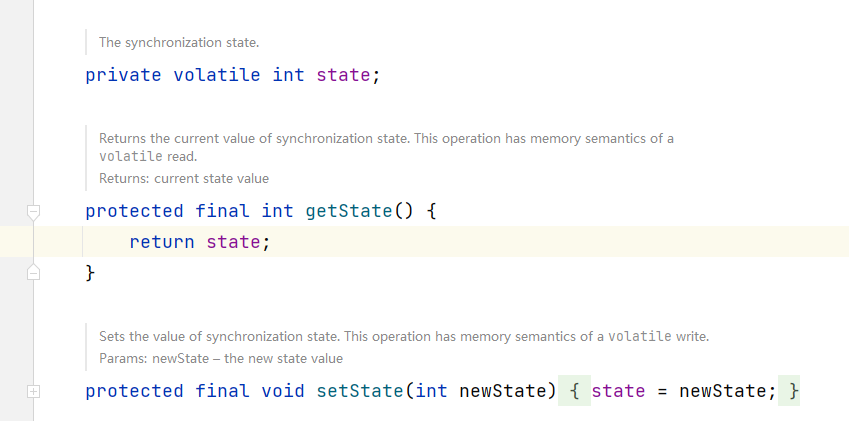 The synchronization state.
private volatile int state;
Returns the current value of synchronization state. This operation has memory semantics of a
volatile read.
Returns: current state value
protected final int getState() {
return state;
}
Sets the value of synchronization state. This operation has memory semantics of a volatile write.
Params: newState – the new state value
protected final void setState(int newState) { state = newState; }